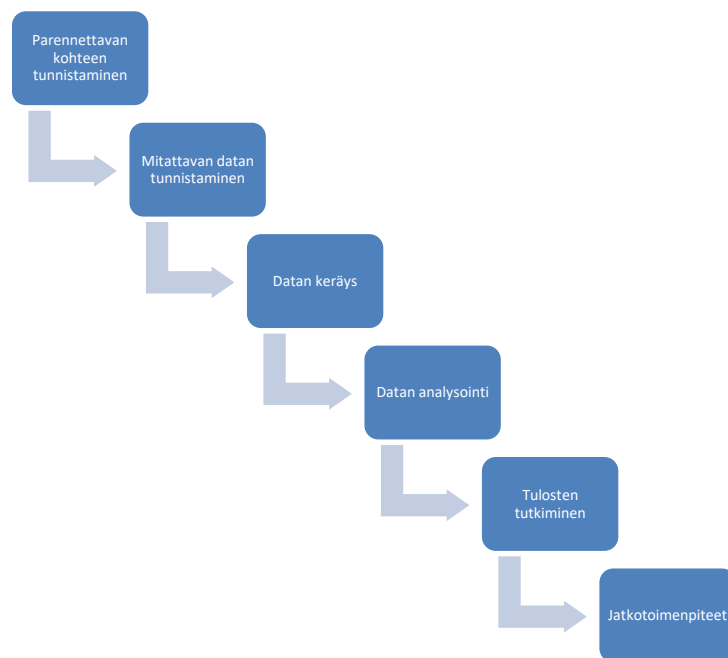 Parennettavan
kohteen
tunnistaminen
Mitattavan datan
tunnistaminen
Datan keräys
Datan analysointi
Tulosten
tutkiminen
Jatkotoimenpiteet